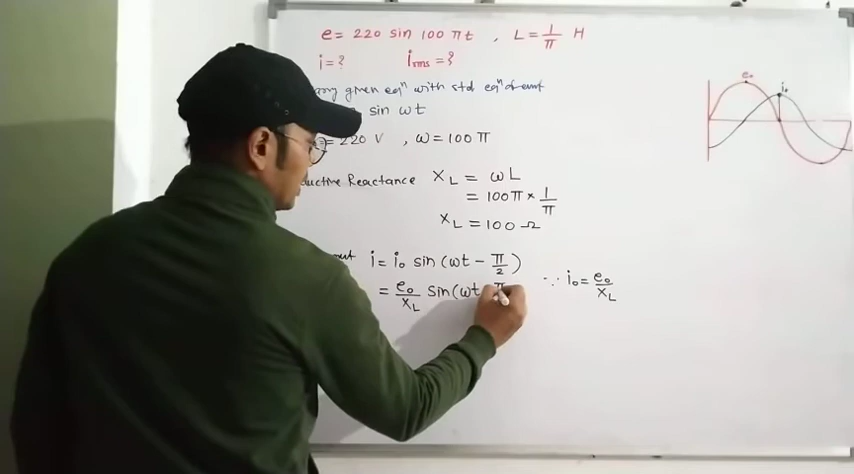 e = 220 sin 100 πt , L = 1/π H
i = ? i rms = ?
given eqⁿ with std eqⁿ of emf
sin ωt
= 220 V , ω = 100 π
Reactance X_L = ωL
= 100π × 1/π
X_L = 100 Ω
i = i₀ sin (ωt − π/2)
= e₀/X_L sin(ωt π ∵ i₀ = e₀/X_L
e₀
i₀